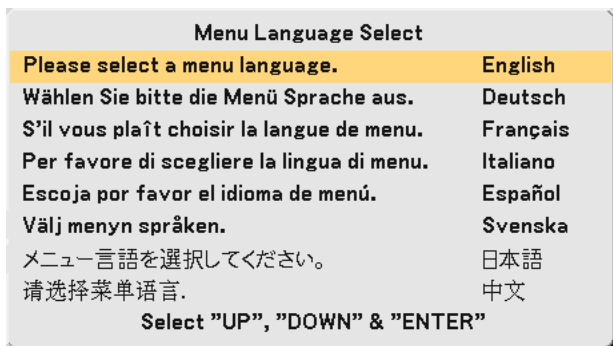 Menu Language Select
Please select a menu language. English
Wählen Sie bitte die Menü Sprache aus. Deutsch
S'il vous plaît choisir la langue de menu. Français
Per favore di scegliere la lingua di menu. Italiano
Escoja por favor el idioma de menú. Español
Välj menyn språken. Svenska
メニュー言語を選択してください。 日本語
请选择菜单语言. 中文
Select ”UP”, ”DOWN” & ”ENTER”